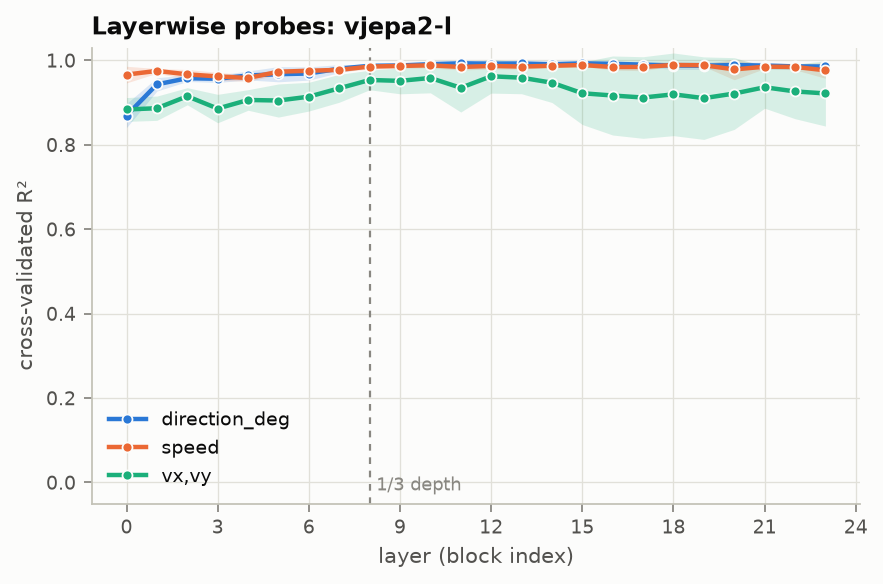 Layerwise probes: vjepa2-l
cross-validated R²
1.0
0.8
0.6
0.4
0.2
0.0
direction_deg
speed
vx,vy
1/3 depth
0 3 6 9 12 15 18 21 24
layer (block index)